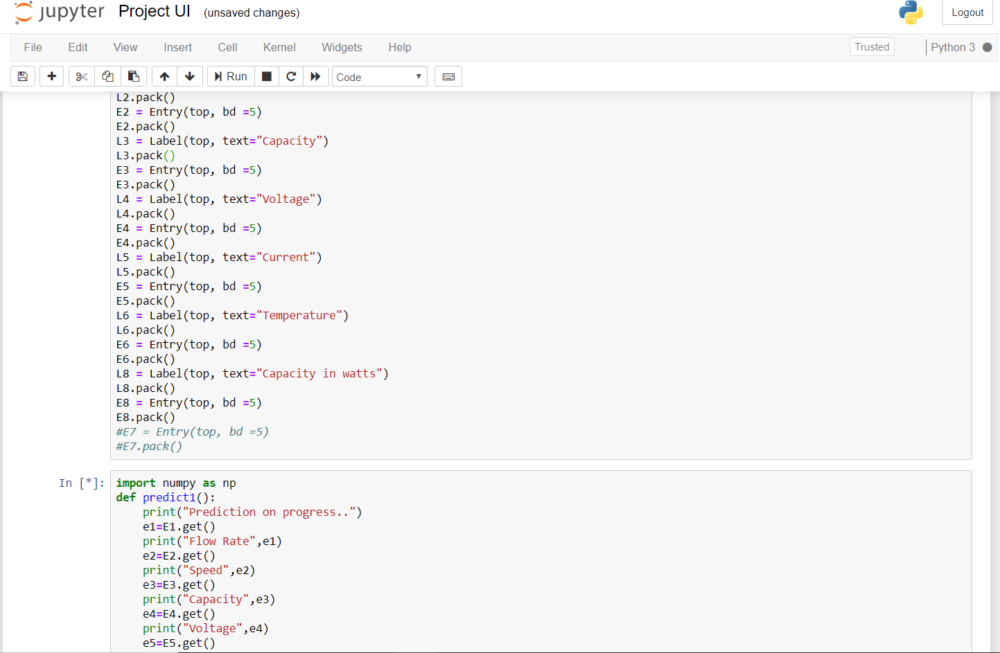 jupyter Project UI (unsaved changes) Logout
File Edit View Insert Cell Kernel Widgets Help Trusted Python 3
Run Code
L2.pack()
E2 = Entry(top, bd =5)
E2.pack()
L3 = Label(top, text="Capacity")
L3.pack()
E3 = Entry(top, bd =5)
E3.pack()
L4 = Label(top, text="Voltage")
L4.pack()
E4 = Entry(top, bd =5)
E4.pack()
L5 = Label(top, text="Current")
L5.pack()
E5 = Entry(top, bd =5)
E5.pack()
L6 = Label(top, text="Temperature")
L6.pack()
E6 = Entry(top, bd =5)
E6.pack()
L8 = Label(top, text="Capacity in watts")
L8.pack()
E8 = Entry(top, bd =5)
E8.pack()
#E7 = Entry(top, bd =5)
#E7.pack()
In [*]: import numpy as np
def predict1():
    print("Prediction on progress..")
    e1=E1.get()
    print("Flow Rate",e1)
    e2=E2.get()
    print("Speed",e2)
    e3=E3.get()
    print("Capacity",e3)
    e4=E4.get()
    print("Voltage",e4)
    e5=E5.get()